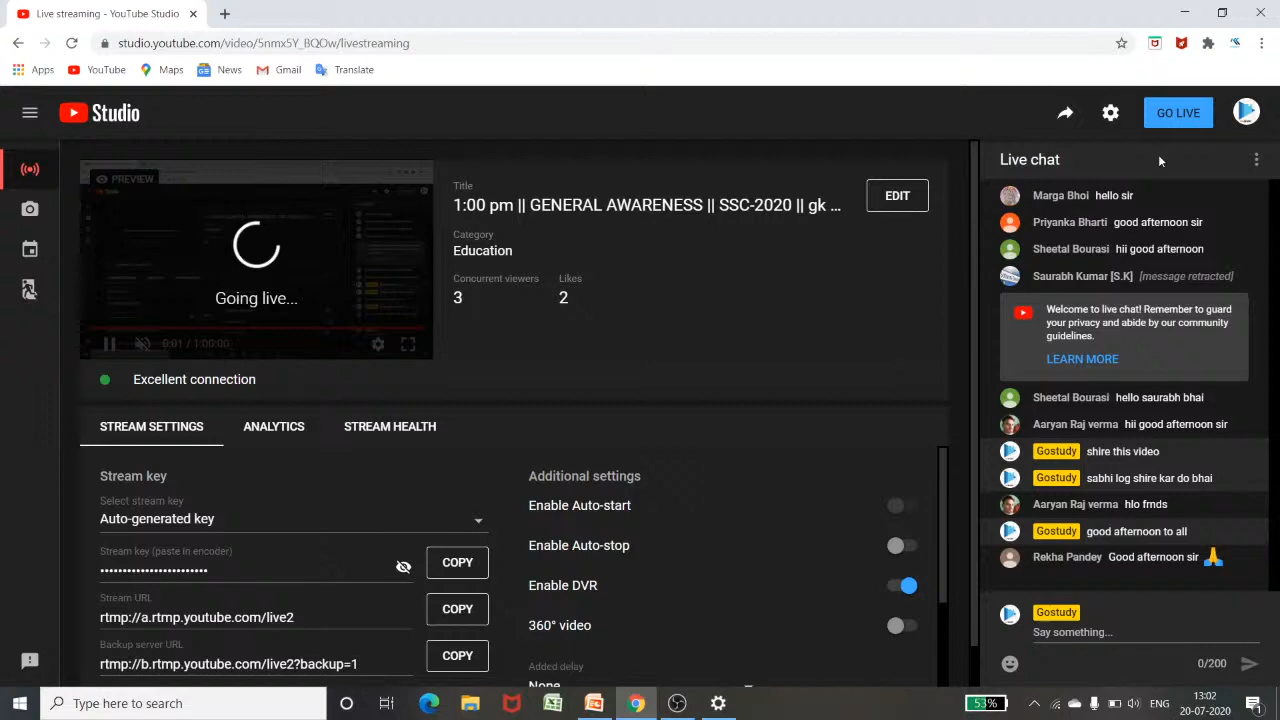 Live streaming - YouTube Studio
studio.youtube.com/video/5nmx5Y_BQOw/livestreaming
Apps YouTube Maps News Gmail Translate
Studio
GO LIVE
PREVIEW
Going live...
0:01 / 1:00:00
Title
1:00 pm || GENERAL AWARENESS || SSC-2020 || gk ...
EDIT
Category
Education
Concurrent viewers Likes
3 2
Excellent connection
STREAM SETTINGS ANALYTICS STREAM HEALTH
Stream key
Select stream key
Auto-generated key
Stream key (paste in encoder)
••••••••••••••••••••••••
COPY
Stream URL
rtmp://a.rtmp.youtube.com/live2
COPY
Backup server URL
rtmp://b.rtmp.youtube.com/live2?backup=1
COPY
Additional settings
Enable Auto-start
Enable Auto-stop
Enable DVR
360° video
Added delay
None
Live chat
Marga Bhoi hello sir
Priyanka Bharti good afternoon sir
Sheetal Bourasi hii good afternoon
Saurabh Kumar [S.K] [message retracted]
Welcome to live chat! Remember to guard
your privacy and abide by our community
guidelines.
LEARN MORE
Sheetal Bourasi hello saurabh bhai
Aaryan Raj verma hii good afternoon sir
Gostudy shire this video
Gostudy sabhi log shire kar do bhai
Aaryan Raj verma hlo frnds
Gostudy good afternoon to all
Rekha Pandey Good afternoon sir 🙏
Gostudy
Say something...
0/200
Type here to search
53%
ENG
13:02
20-07-2020
1